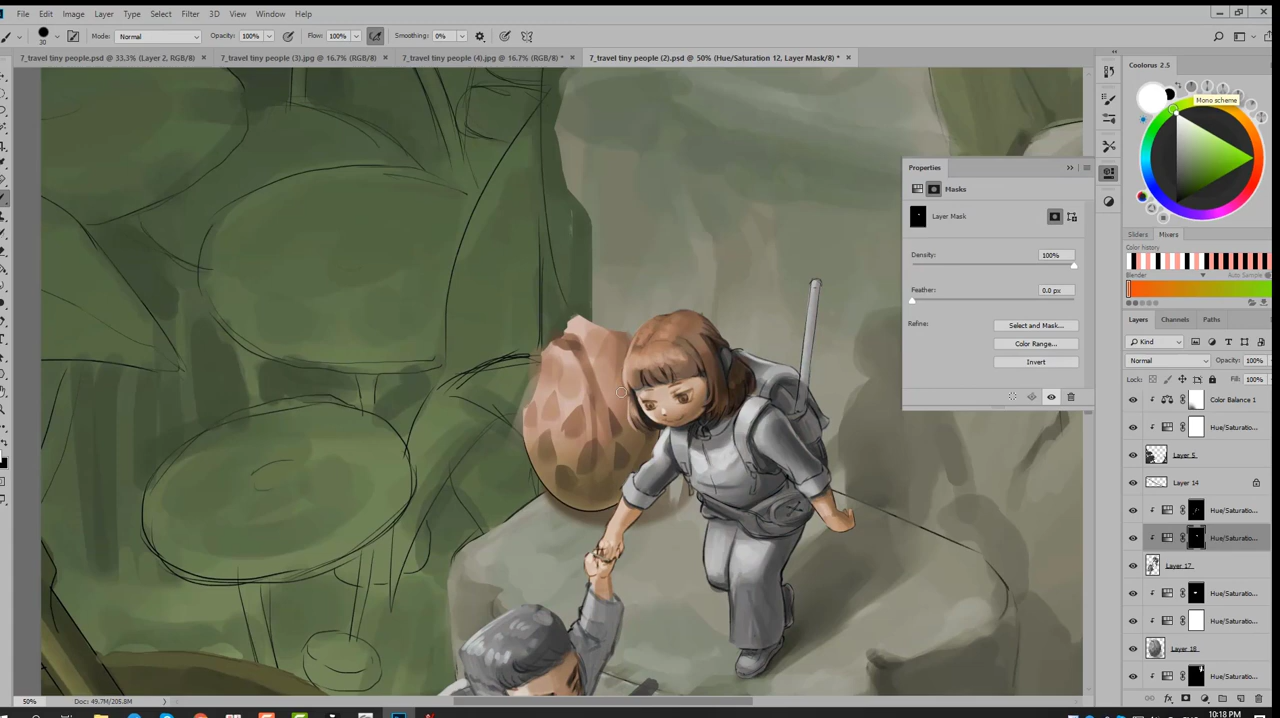 File Edit Image Layer Type Select Filter 3D View Window Help
30 Mode: Normal Opacity: 100% Flow: 100% Smoothing: 0%
7_travel tiny people.psd @ 33.3% (Layer 2, RGB/8) × 7_travel tiny people (3).jpg @ 16.7% (RGB/8) × 7_travel tiny people (4).jpg @ 16.7% (RGB/8) * × 7_travel tiny people (2).psd @ 50% (Hue/Saturation 12, Layer Mask/8) * ×
Coolorus 2.5
Mono scheme
Properties
Masks
Layer Mask
Density: 100%
Feather: 0.0 px
Refine: Select and Mask...
Color Range...
Invert
Sliders Mixers
Color history
Blender Auto Sample
Layers Channels Paths
Kind
Normal Opacity: 100%
Lock: Fill: 100%
Color Balance 1
Hue/Saturatio...
Layer 5
Layer 14
Hue/Saturatio...
Hue/Saturatio...
Layer 17
Hue/Saturatio...
Hue/Saturatio...
Layer 18
Hue/Saturatio...
50% Doc: 49.7M/205.8M
10:18 PM